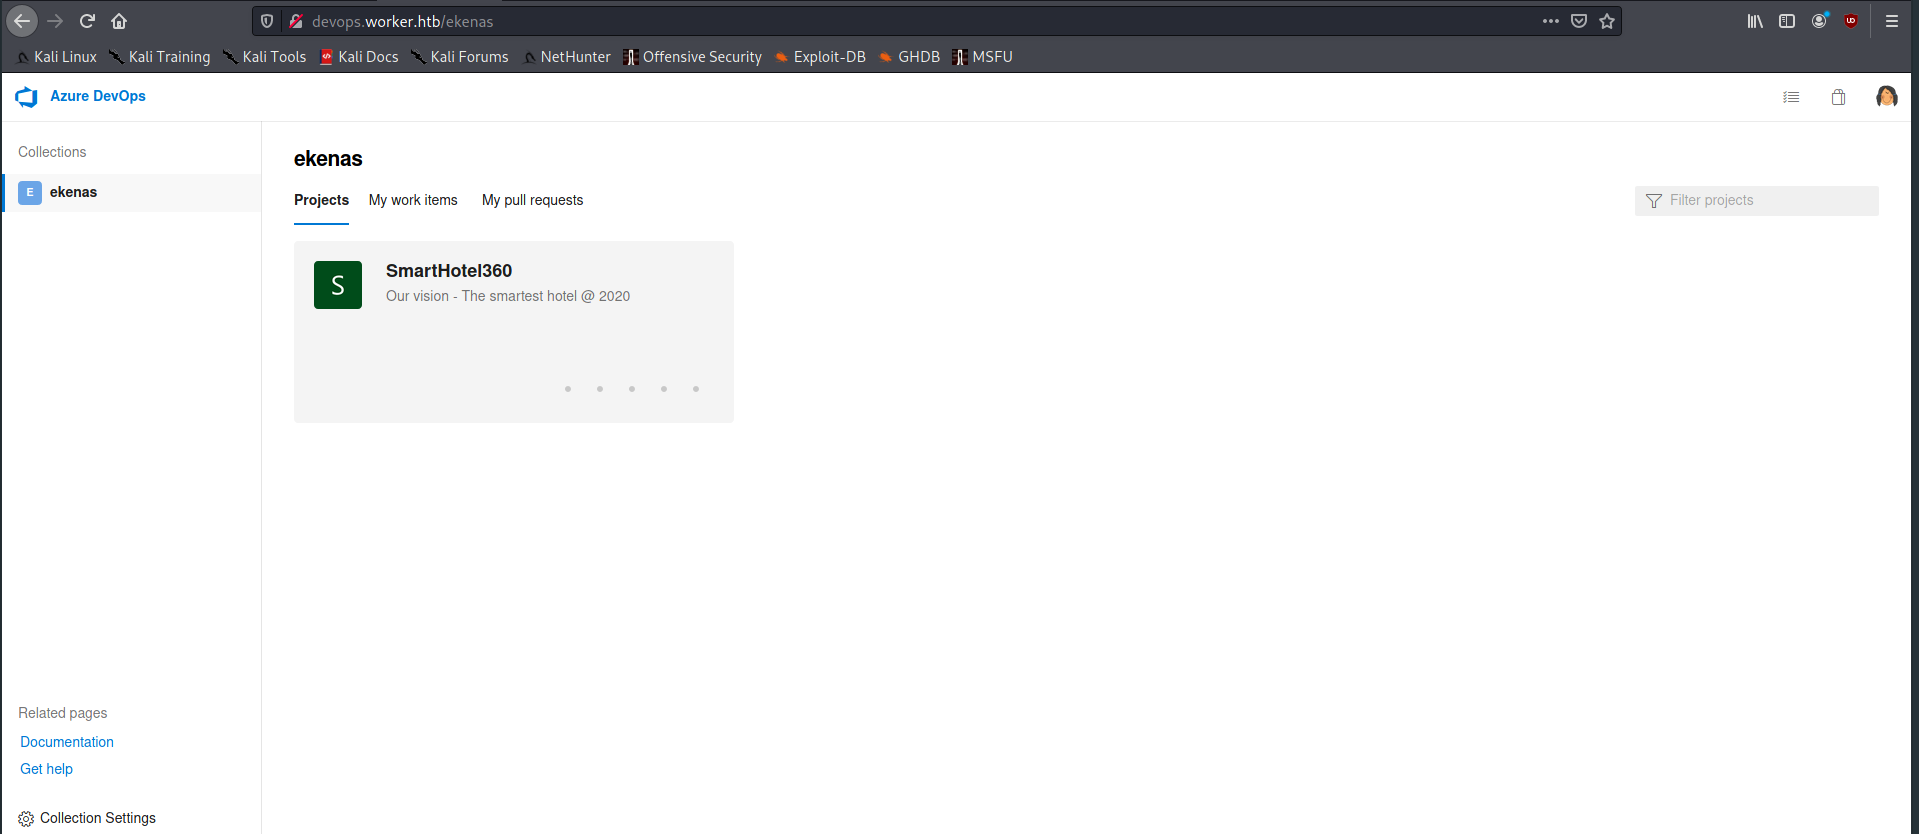 devops.worker.htb/ekenas
Kali Linux Kali Training Kali Tools Kali Docs Kali Forums NetHunter Offensive Security Exploit-DB GHDB MSFU
Azure DevOps
Collections
E ekenas
ekenas
Projects My work items My pull requests
Filter projects
S
SmartHotel360
Our vision - The smartest hotel @ 2020
Related pages
Documentation
Get help
Collection Settings